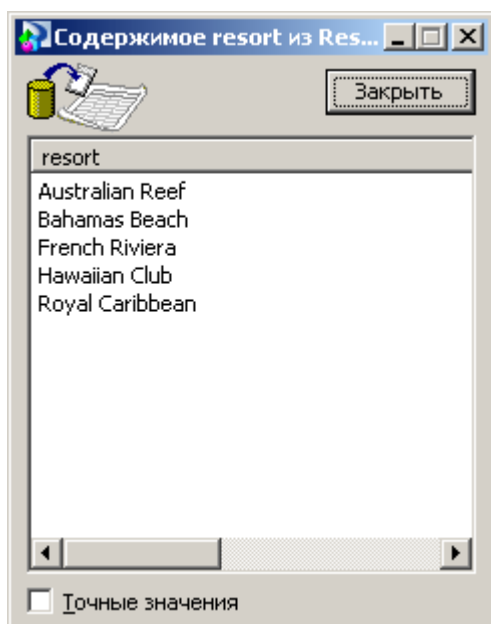 Содержимое resort из Res...
Закрыть
resort
Australian Reef
Bahamas Beach
French Riviera
Hawaiian Club
Royal Caribbean
Точные значения